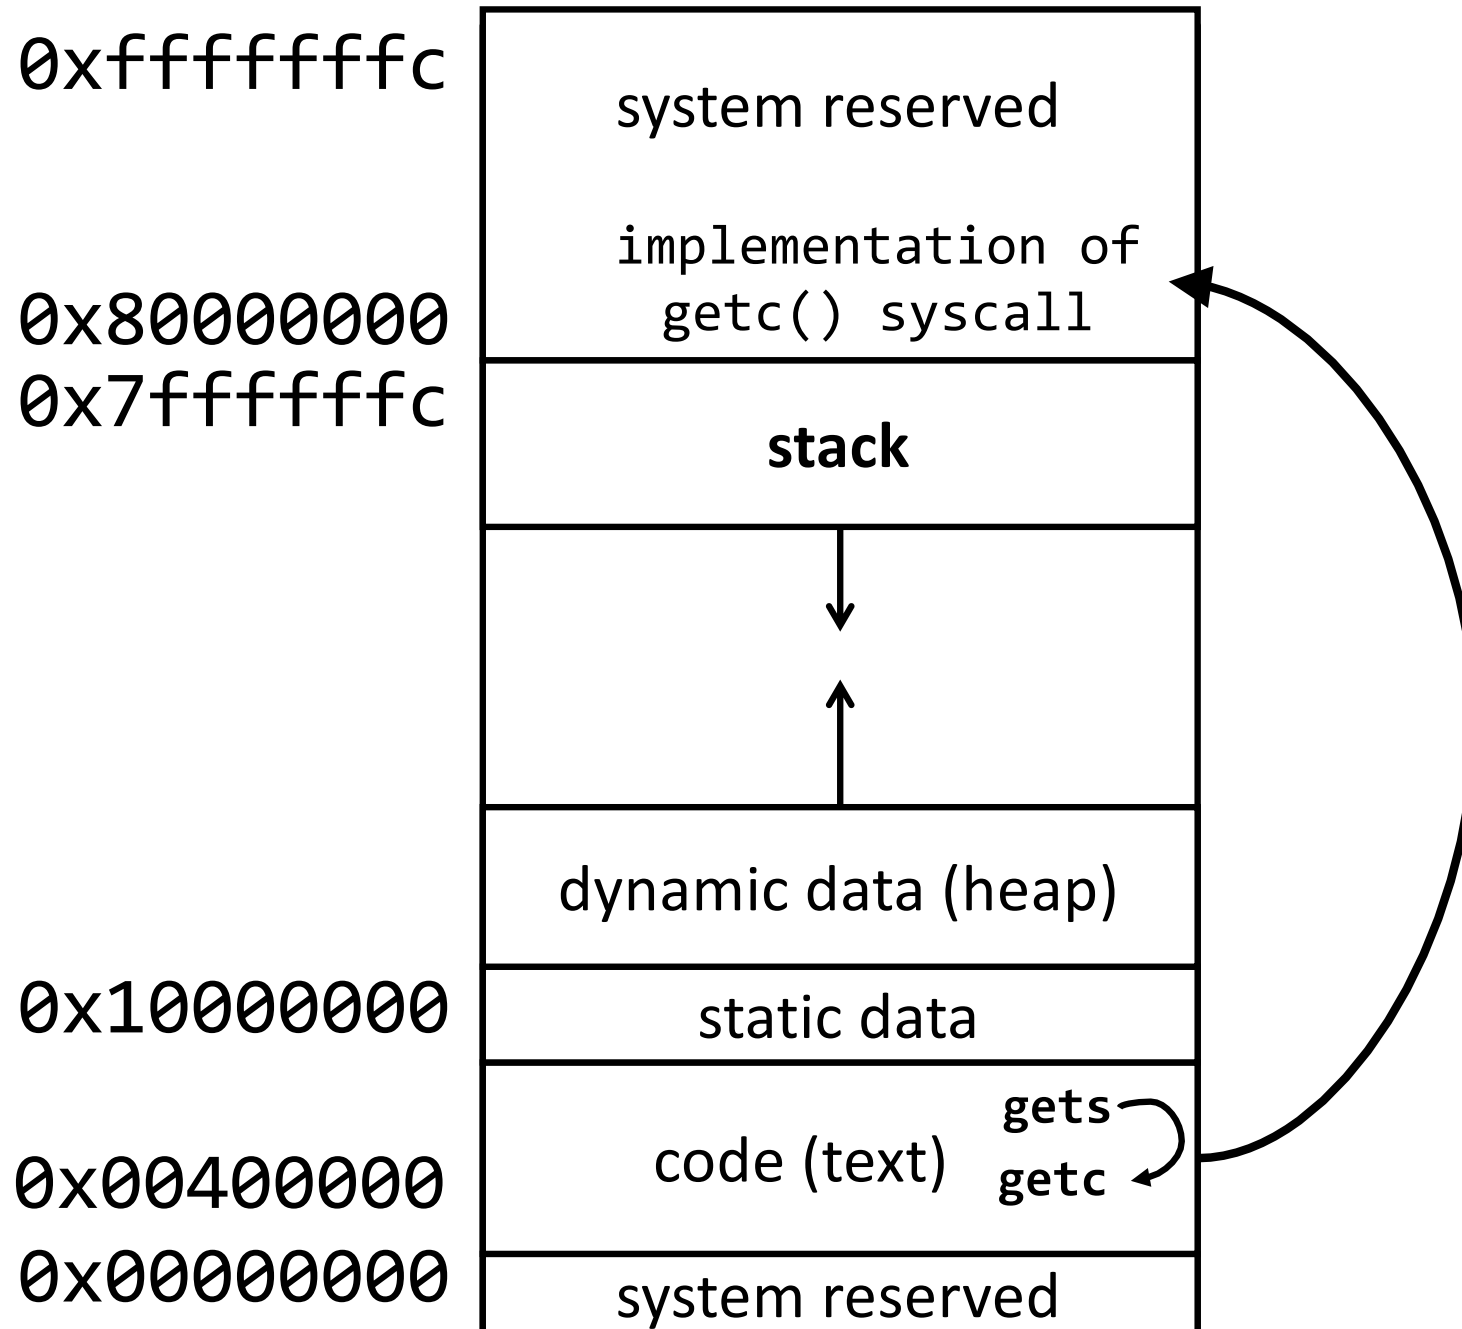 0xfffffffc
system reserved
implementation of
getc() syscall
0x80000000
0x7ffffffc
stack
dynamic data (heap)
0x10000000
static data
gets
code (text)
getc
0x00400000
0x00000000
system reserved